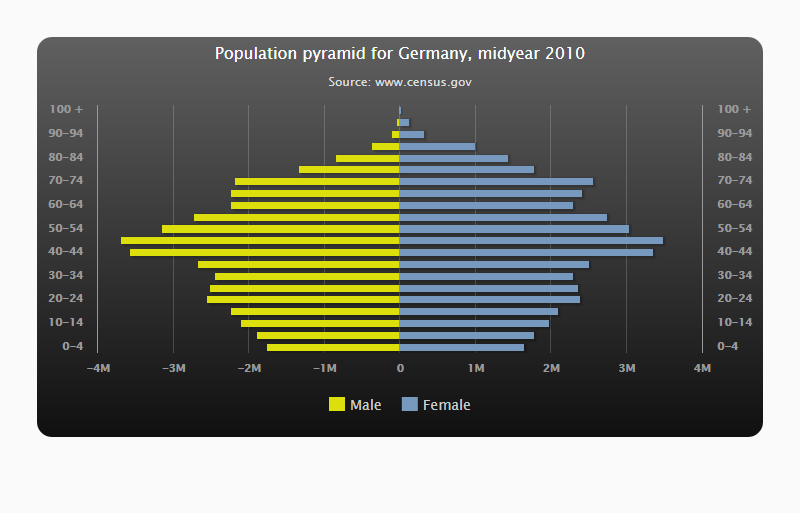 Population pyramid for Germany, midyear 2010
Source: www.census.gov
100 + 100 +
90–94 90–94
80–84 80–84
70–74 70–74
60–64 60–64
50–54 50–54
40–44 40–44
30–34 30–34
20–24 20–24
10–14 10–14
0–4 0–4
−4M −3M −2M −1M 0 1M 2M 3M 4M
Male Female